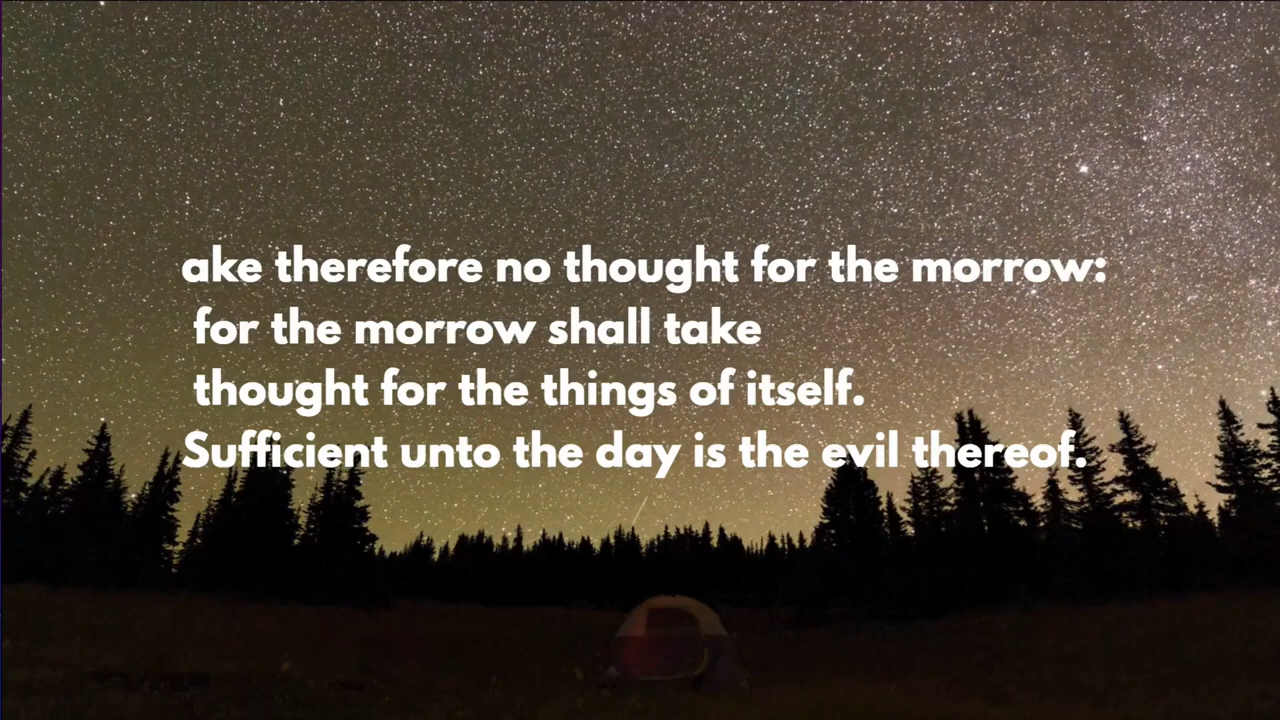 ake therefore no thought for the morrow:
for the morrow shall take
thought for the things of itself.
Sufficient unto the day is the evil thereof.